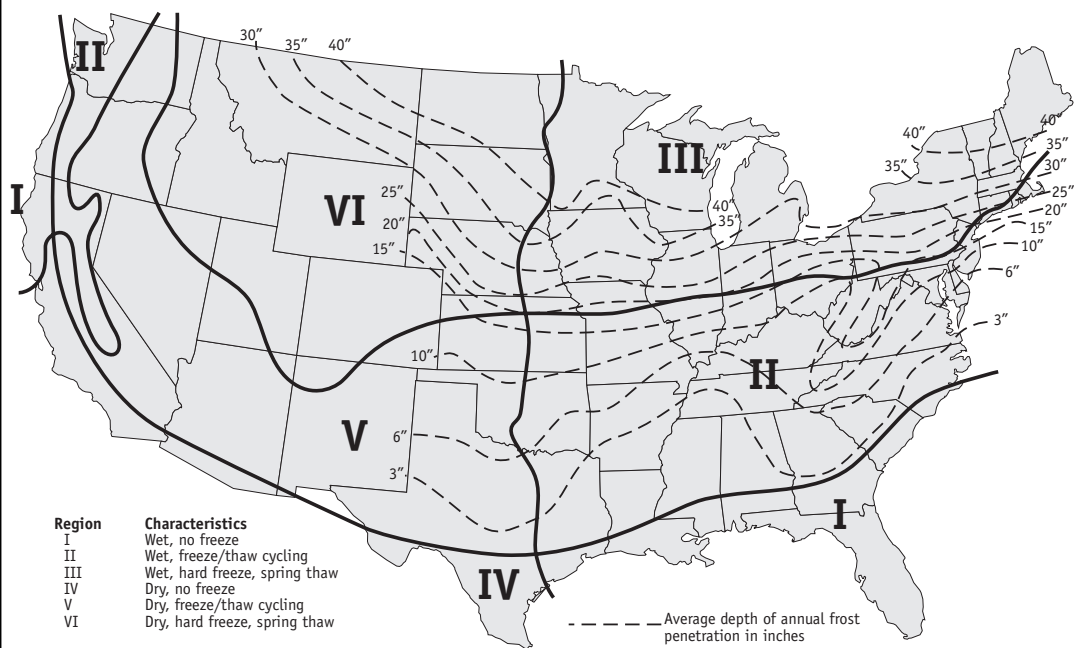 30” 35” 40”
II
III
40”
40”
35”
35”
30”
I
VI
25”
25”
40”
20”
35”
20”
15”
15”
10”
6”
3”
10”
II
V
6”
3”
I
IV
Region Characteristics
I Wet, no freeze
II Wet, freeze/thaw cycling
III Wet, hard freeze, spring thaw
IV Dry, no freeze
V Dry, freeze/thaw cycling
VI Dry, hard freeze, spring thaw
Average depth of annual frost
penetration in inches